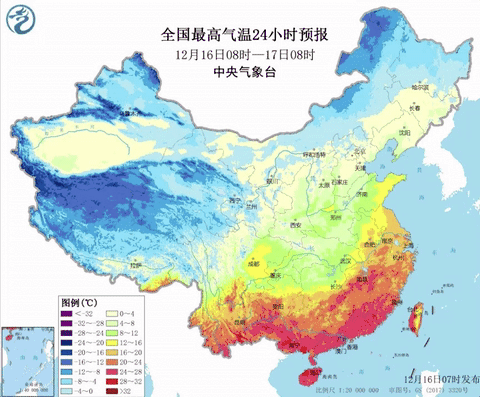 全国最高气温24小时预报
12月16日08时—17日08时
中央气象台
哈尔滨
长春
沈阳
乌鲁木齐
呼和浩特
北京
天津
银川
太原
石家庄
济南
西宁
兰州
西安
郑州
合肥
南京
上海
拉萨
成都
重庆
武汉
杭州
长沙
南昌
贵阳
福州
台北
昆明
南宁
广州
香港
澳门
海口
图例(℃)
<-32
-32~-28
-28~-24
-24~-20
-20~-16
-16~-12
-12~-8
-8~-4
-4~0
0~4
4~8
8~12
12~16
16~20
20~24
24~28
28~32
>32
12月16日07时发布
比例尺 1:20 000 000
审图号: GS (2017) 3320号